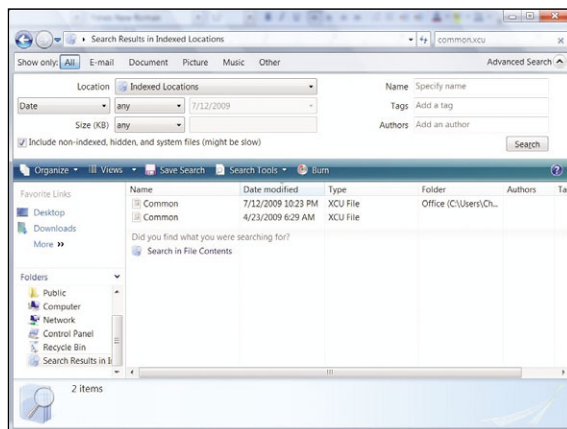 Times New Roman
Search Results in Indexed Locations
common.xcu
Show only: All E-mail Document Picture Music Other Advanced Search
Location Indexed Locations Name Specify name
Date any 7/12/2009 Tags Add a tag
Size (KB) any Authors Add an author
Include non-indexed, hidden, and system files (might be slow) Search
Organize Views Save Search Search Tools Burn
Favorite Links Name Date modified Type Folder Authors Ta
Common 7/12/2009 10:23 PM XCU File Office (C:\Users\Ch...
Desktop Common 4/23/2009 6:29 AM XCU File
Downloads Did you find what you were searching for?
More » Search in File Contents
Folders
Public
Computer
Network
Control Panel
Recycle Bin
Search Results in I
2 items